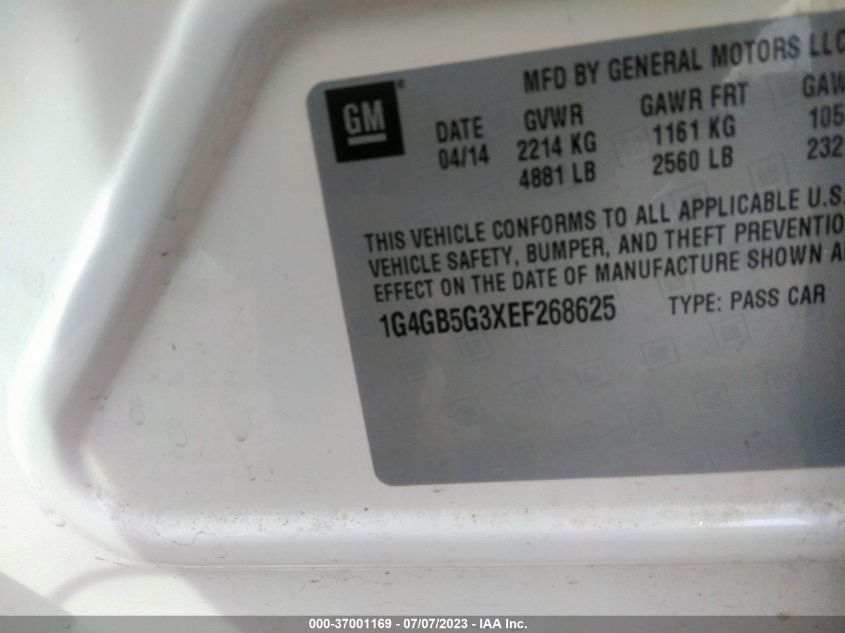 MFD BY GENERAL MOTORS LLC
GM ®
DATE GVWR GAWR FRT GAW
04/14 2214 KG 1161 KG 105
4881 LB 2560 LB 232
THIS VEHICLE CONFORMS TO ALL APPLICABLE U.S.
VEHICLE SAFETY, BUMPER, AND THEFT PREVENTIO
EFFECT ON THE DATE OF MANUFACTURE SHOWN A
1G4GB5G3XEF268625 TYPE: PASS CAR
000-37001169 - 07/07/2023 - IAA Inc.